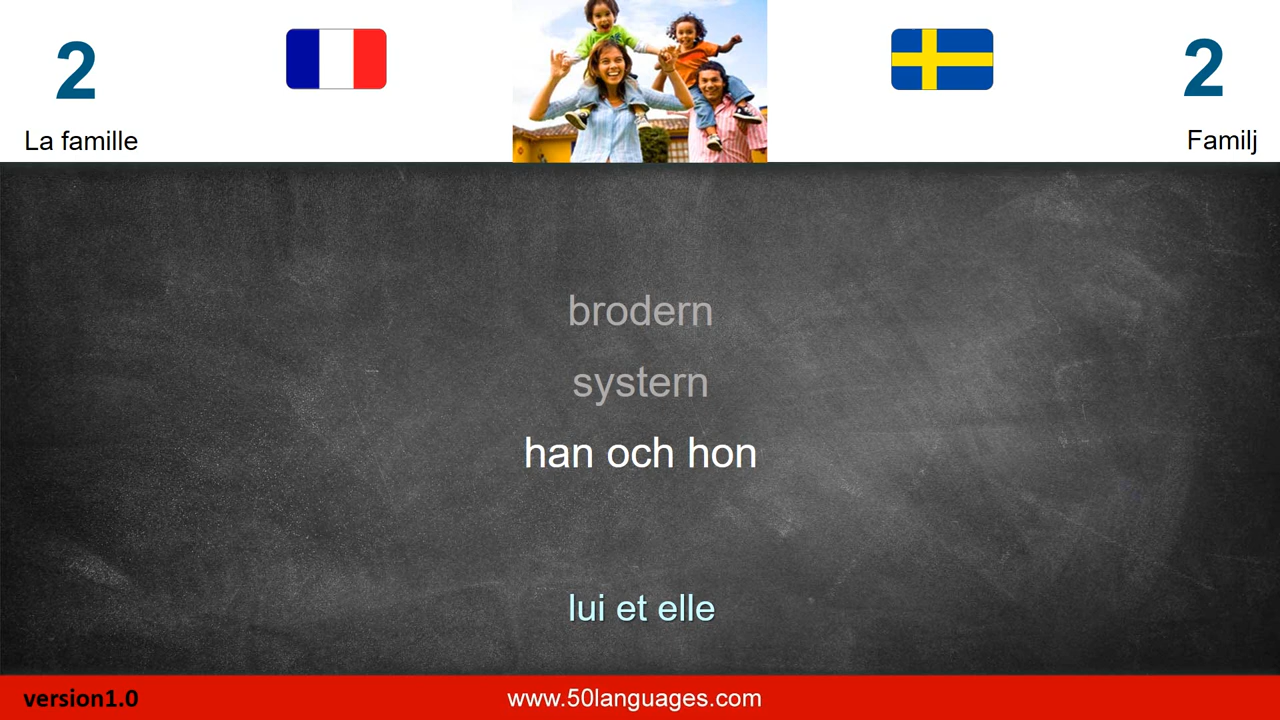 2
2
La famille
Familj
brodern
systern
han och hon
lui et elle
version1.0
www.50languages.com